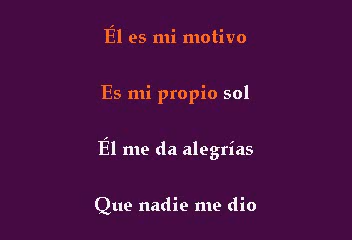 Él es mi motivo
Es mi propio sol
Él me da alegrías
Que nadie me dio